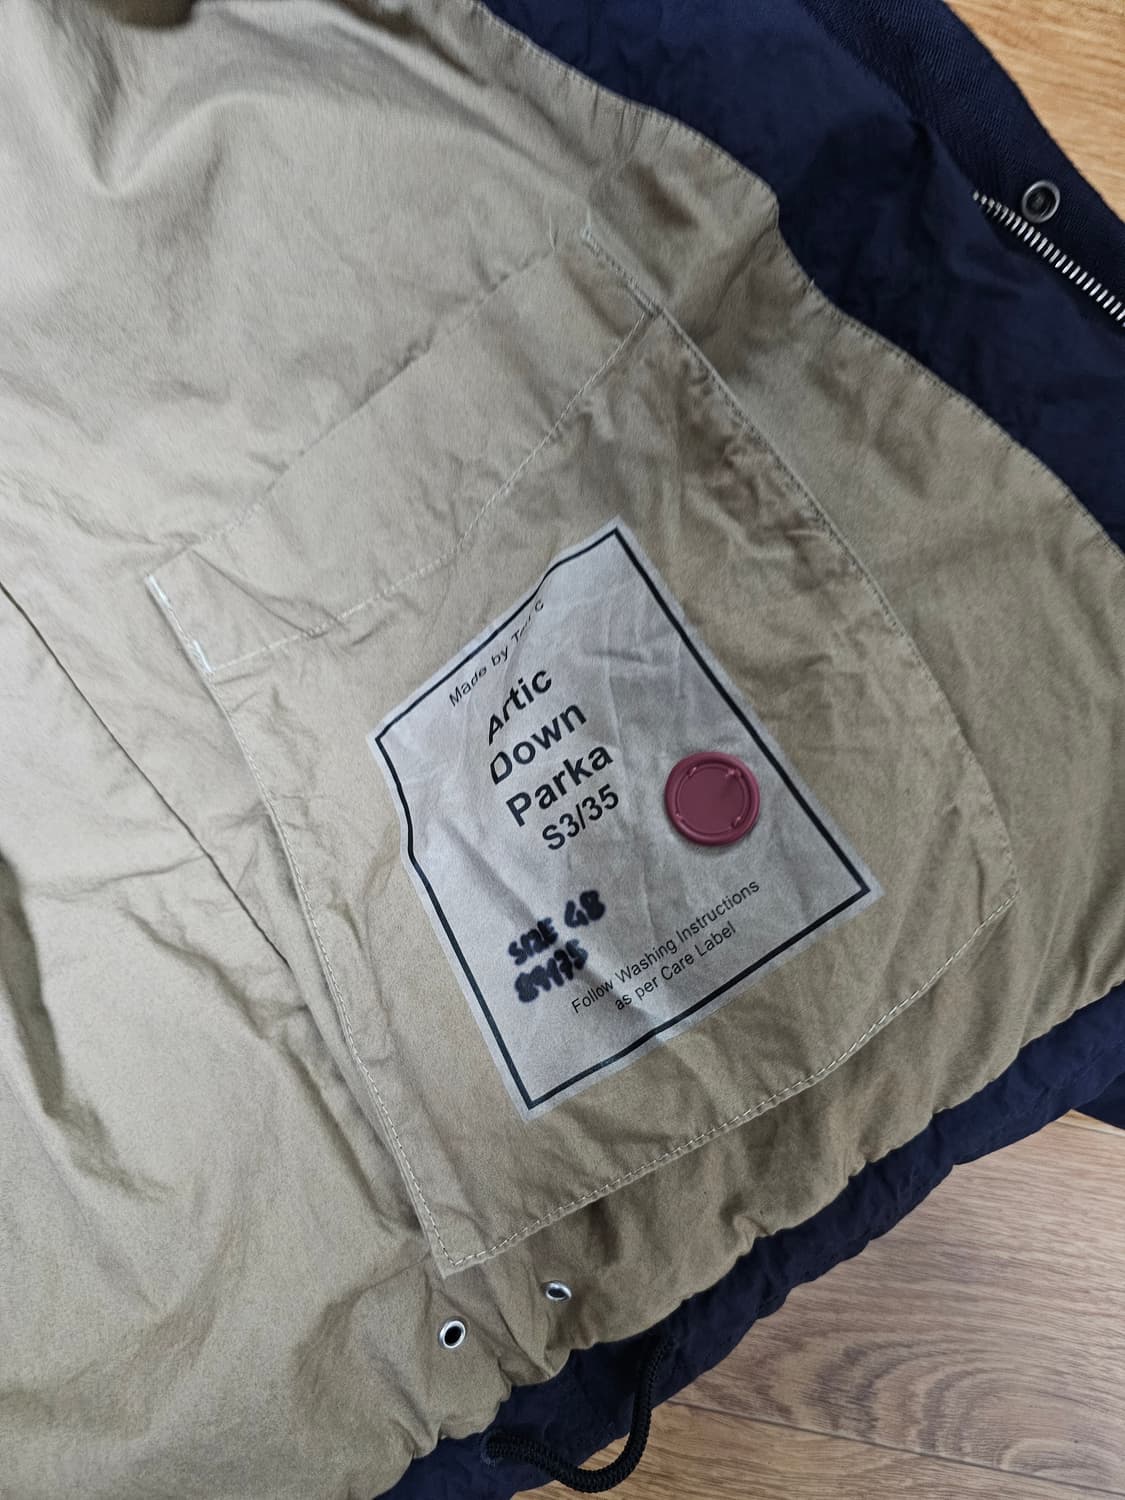 Made by
Artic
Down
Parka
S3/35
SIZE 48
Follow Washing Instructions
as per Care Label